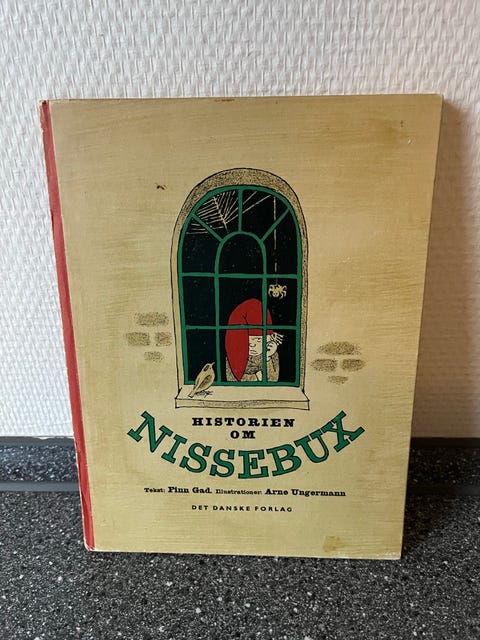 HISTORIEN
OM
NISSEBUX
Tekst: Finn Gad. Illustrationer: Arne Ungermann
DET DANSKE FORLAG